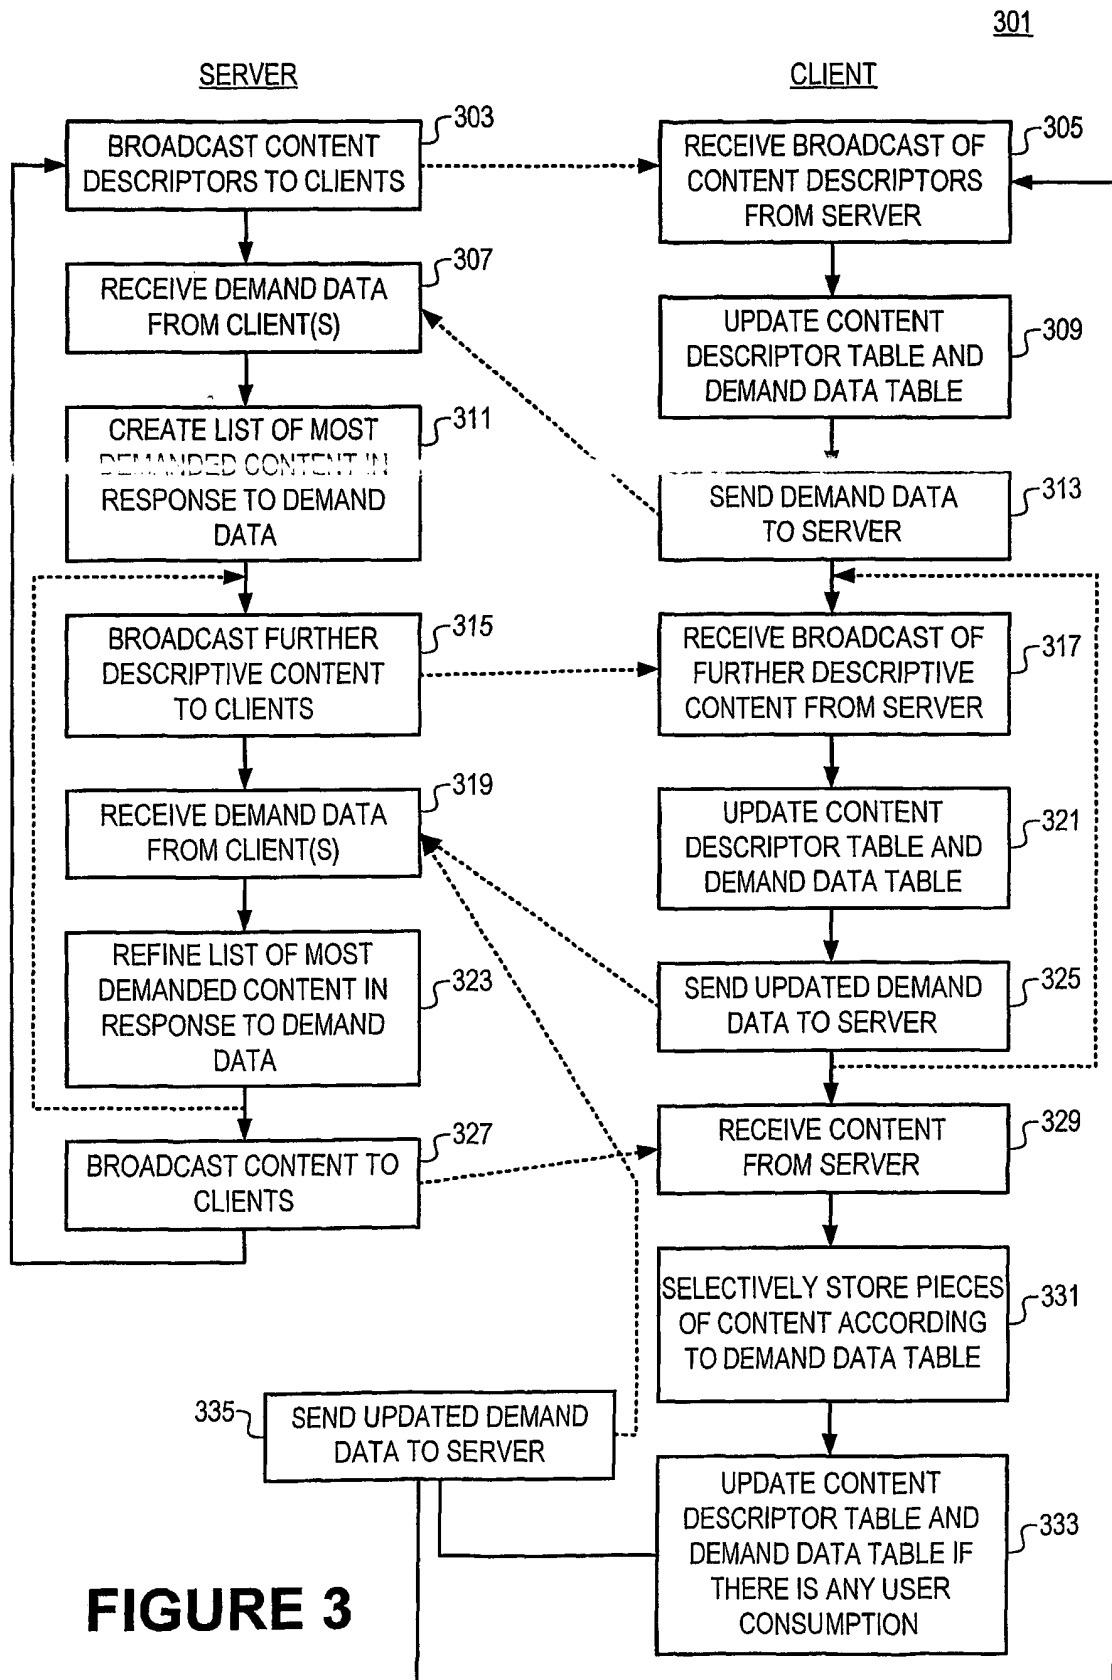 301
SERVER
CLIENT
303
BROADCAST CONTENT
DESCRIPTORS TO CLIENTS
305
RECEIVE BROADCAST OF
CONTENT DESCRIPTORS
FROM SERVER
307
RECEIVE DEMAND DATA
FROM CLIENT(S)
309
UPDATE CONTENT
DESCRIPTOR TABLE AND
DEMAND DATA TABLE
311
CREATE LIST OF MOST
DEMANDED CONTENT IN
RESPONSE TO DEMAND
DATA
313
SEND DEMAND DATA
TO SERVER
315
BROADCAST FURTHER
DESCRIPTIVE CONTENT
TO CLIENTS
317
RECEIVE BROADCAST OF
FURTHER DESCRIPTIVE
CONTENT FROM SERVER
319
RECEIVE DEMAND DATA
FROM CLIENT(S)
321
UPDATE CONTENT
DESCRIPTOR TABLE AND
DEMAND DATA TABLE
323
REFINE LIST OF MOST
DEMANDED CONTENT IN
RESPONSE TO DEMAND
DATA
325
SEND UPDATED DEMAND
DATA TO SERVER
327
BROADCAST CONTENT TO
CLIENTS
329
RECEIVE CONTENT
FROM SERVER
331
SELECTIVELY STORE PIECES
OF CONTENT ACCORDING
TO DEMAND DATA TABLE
335
SEND UPDATED DEMAND
DATA TO SERVER
333
UPDATE CONTENT
DESCRIPTOR TABLE AND
DEMAND DATA TABLE IF
THERE IS ANY USER
CONSUMPTION
FIGURE 3